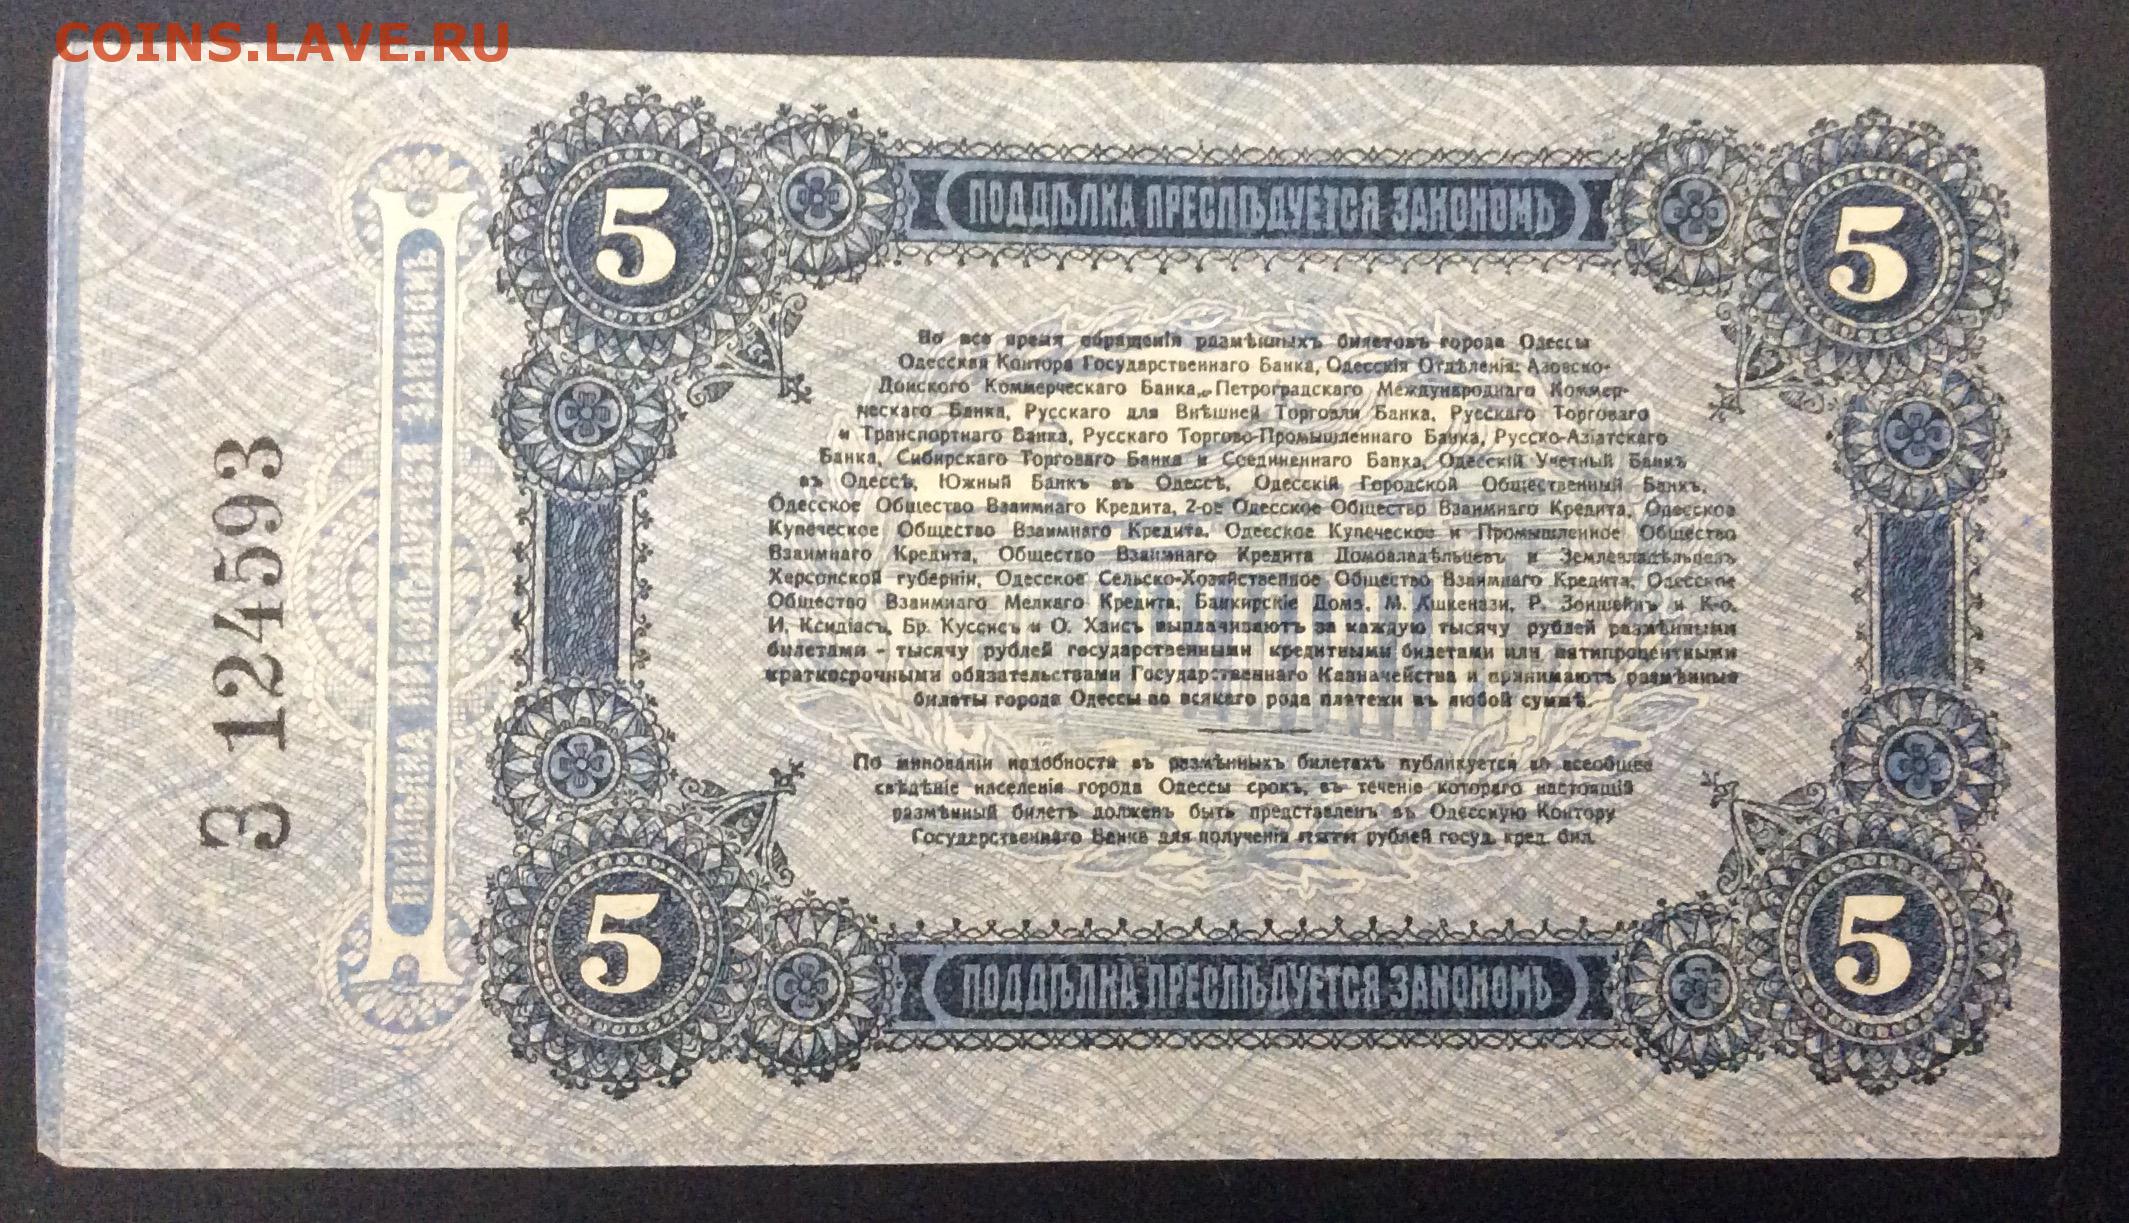 COINS.LAVE.RU
З 124593
ПОДДѢЛКА ПРЕСЛѢДУЕТСЯ ЗАКОНОМЪ
5
5
ПОДДѢЛКА ПРЕСЛѢДУЕТСЯ ЗАКОНОМЪ
Во все время обращенія размѣнныхъ билетовъ города Одессы
Одесская Контора Государственнаго Банка, Одесскія Отдѣленія: Азовско-
Донского Коммерческаго Банка, Петроградскаго Международнаго Коммер-
ческаго Банка, Русскаго для Внѣшней Торговли Банка, Русскаго Торговаго
и Транспортнаго Банка, Русскаго Торгово-Промышленнаго Банка, Русско-Азіатскаго
Банка, Сибирскаго Торговаго Банка и Соединеннаго Банка, Одесскій Учетный Банкъ
въ Одессѣ, Южный Банкъ въ Одессѣ, Одесскій Городской Общественный Банкъ,
Одесское Общество Взаимнаго Кредита, 2-ое Одесское Общество Взаимнаго Кредита, Одесское
Купеческое Общество Взаимнаго Кредита, Одесское Купеческое и Промышленное Общество
Взаимнаго Кредита, Общество Взаимнаго Кредита Домовладѣльцевъ и Землевладѣльцевъ
Херсонской губерніи, Одесское Сельско-Хозяйственное Общество Взаимнаго Кредита, Одесское
Общество Взаимнаго Мелкаго Кредита, Банкирскіе Дома, М. Ашкенази, Р. Зонщейнъ и К-о.
И. Ксидіасъ, Бр. Куссисъ и О. Хаисъ выплачиваютъ за каждую тысячу рублей размѣнными
билетами - тысячу рублей государственными кредитными билетами или пятипроцентными
краткосрочными обязательствами Государственнаго Казначейства и принимаютъ размѣнные
билеты города Одессы во всякаго рода платежи въ любой суммѣ.
По минованіи надобности въ размѣнныхъ билетахъ публикуется во всеобщее
свѣдѣніе населенія города Одессы срокъ, въ теченіе котораго настоящій
размѣнный билетъ долженъ быть представленъ въ Одесскую Контору
Государственнаго Банка для полученія пяти рублей госуд. кред. бил.
5
5
ПОДДѢЛКА ПРЕСЛѢДУЕТСЯ ЗАКОНОМЪ